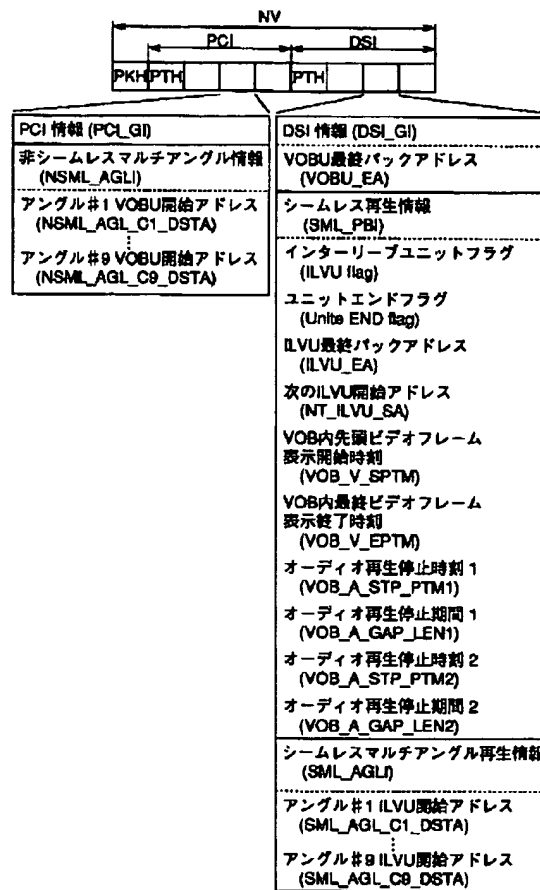 NV
PCI
DSI
PKH
PTH
PTH
PCI 情報 (PCI_GI)
非シームレスマルチアングル情報
(NSML_AGLI)
アングル#1 VOBU開始アドレス
(NSML_AGL_C1_DSTA)
アングル#9 VOBU開始アドレス
(NSML_AGL_C9_DSTA)
DSI 情報 (DSI_GI)
VOBU最終パックアドレス
(VOBU_EA)
シームレス再生情報
(SML_PBI)
インターリーブユニットフラグ
(ILVU flag)
ユニットエンドフラグ
(Unite END flag)
ILVU最終パックアドレス
(ILVU_EA)
次のILVU開始アドレス
(NT_ILVU_SA)
VOB内先頭ビデオフレーム
表示開始時刻
(VOB_V_SPTM)
VOB内最終ビデオフレーム
表示終了時刻
(VOB_V_EPTM)
オーディオ再生停止時刻 1
(VOB_A_STP_PTM1)
オーディオ再生停止期間 1
(VOB_A_GAP_LEN1)
オーディオ再生停止時刻 2
(VOB_A_STP_PTM2)
オーディオ再生停止期間 2
(VOB_A_GAP_LEN2)
シームレスマルチアングル再生情報
(SML_AGLI)
アングル#1 ILVU開始アドレス
(SML_AGL_C1_DSTA)
アングル#9 ILVU開始アドレス
(SML_AGL_C9_DSTA)